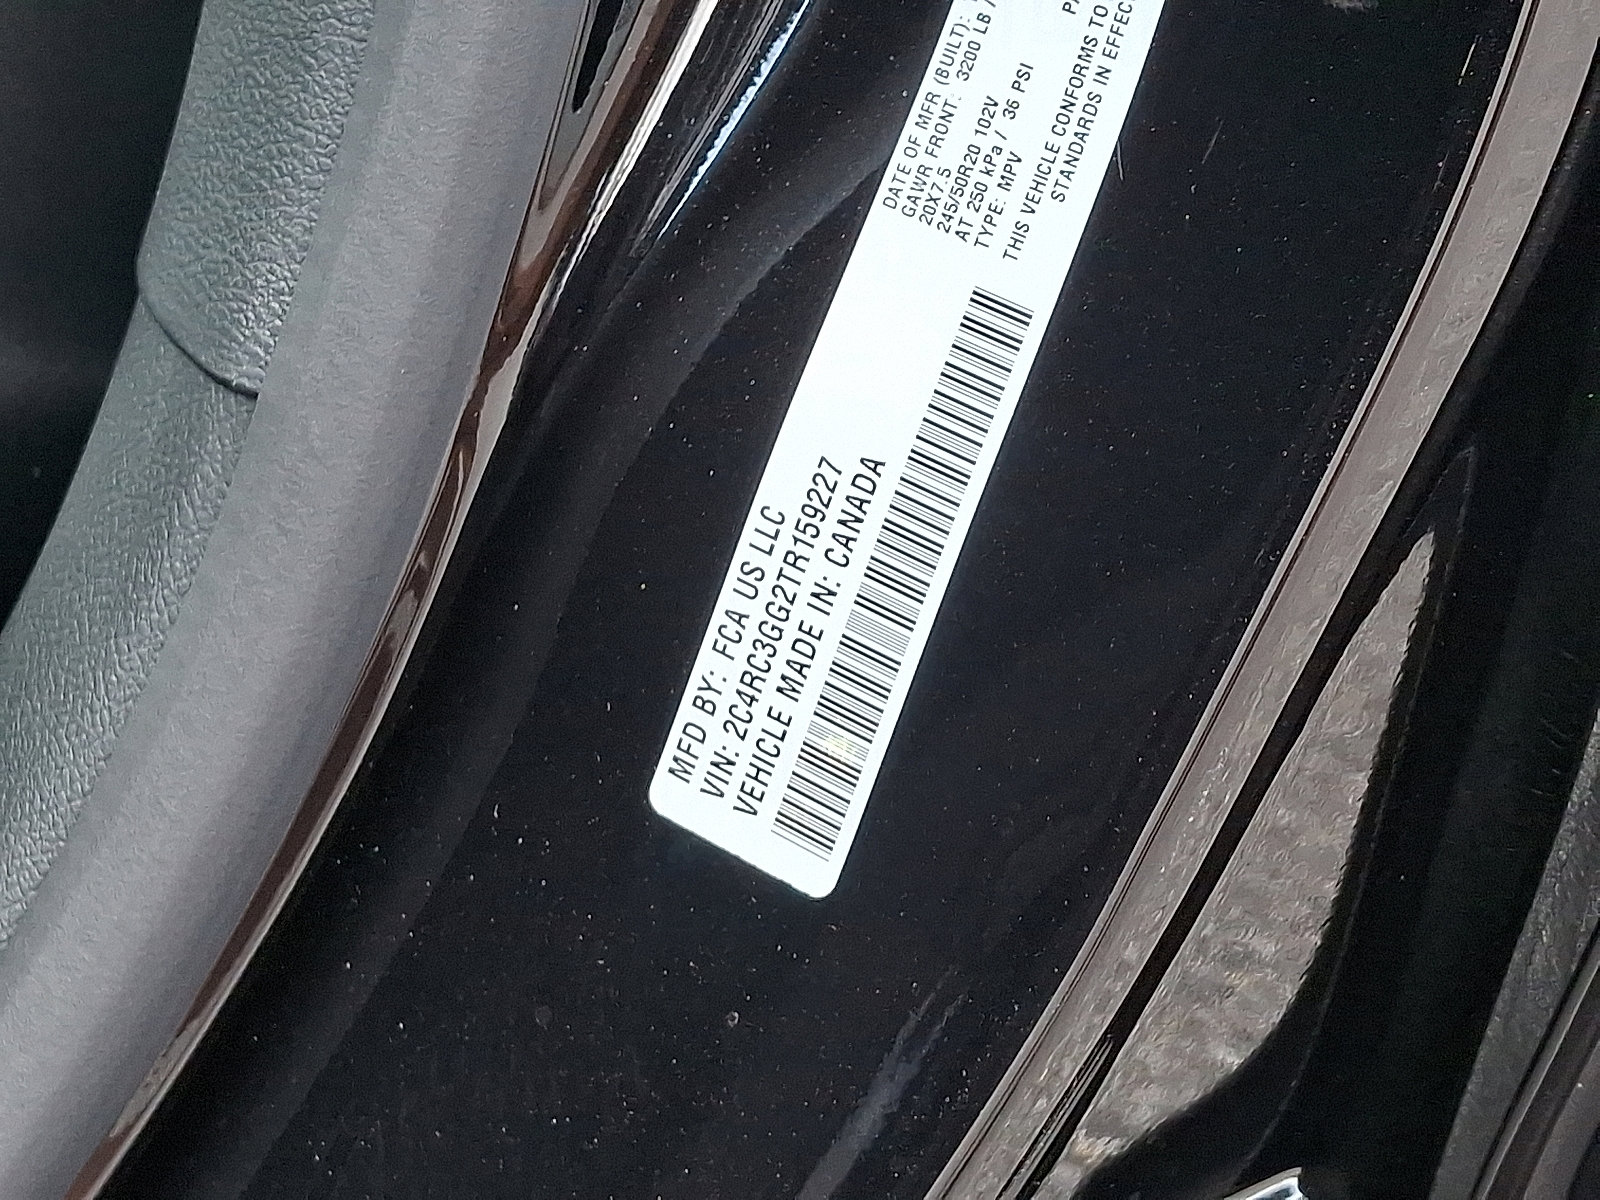 MFD BY: FCA US LLC
VIN: 2C4RC3GG2TR159227
VEHICLE MADE IN: CANADA
DATE OF MFR (BUILT):
GAWR FRONT: 3200 LB /
20X7.5
245/50R20 102V
AT 250 kPa / 36 PSI
TYPE: MPV
THIS VEHICLE CONFORMS TO
STANDARDS IN EFFEC